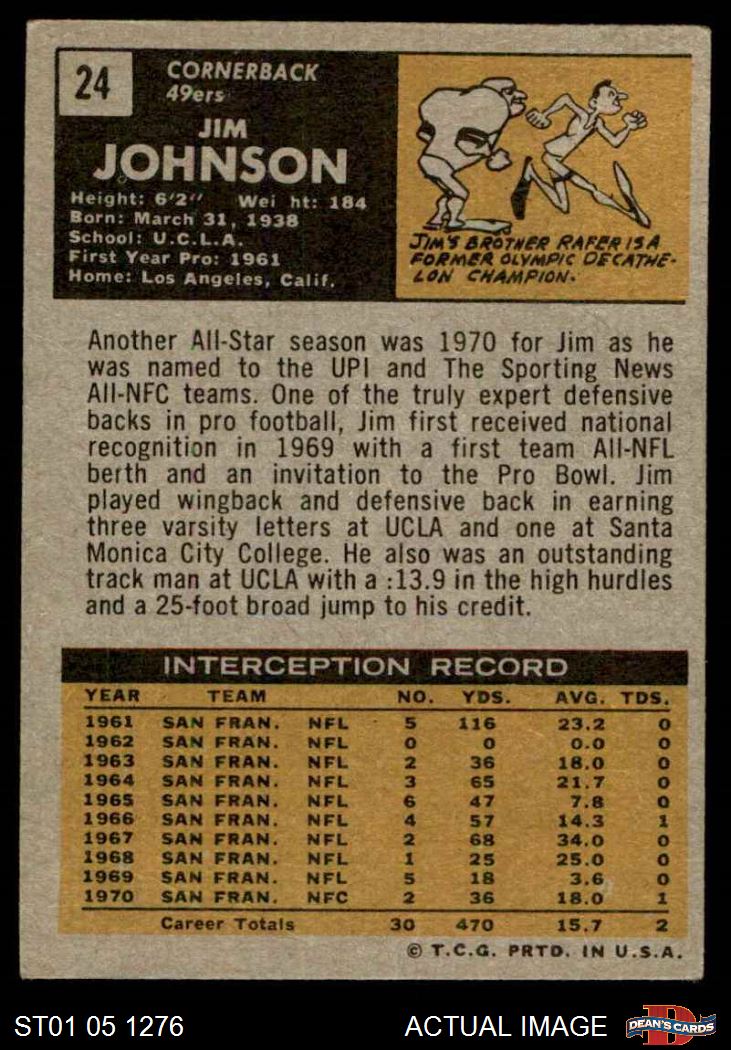 24
CORNERBACK
49ers
JIM
JOHNSON
Height: 6'2" Wei ht: 184
Born: March 31, 1938
School: U.C.L.A.
First Year Pro: 1961
Home: Los Angeles, Calif.
JIM'S BROTHER RAFER IS A
FORMER OLYMPIC DECATHE-
LON CHAMPION.
Another All-Star season was 1970 for Jim as he
was named to the UPI and The Sporting News
All-NFC teams. One of the truly expert defensive
backs in pro football, Jim first received national
recognition in 1969 with a first team All-NFL
berth and an invitation to the Pro Bowl. Jim
played wingback and defensive back in earning
three varsity letters at UCLA and one at Santa
Monica City College. He also was an outstanding
track man at UCLA with a :13.9 in the high hurdles
and a 25-foot broad jump to his credit.
INTERCEPTION RECORD
YEAR TEAM NO. YDS. AVG. TDS.
1961 SAN FRAN. NFL 5 116 23.2 0
1962 SAN FRAN. NFL 0 0 0.0 0
1963 SAN FRAN. NFL 2 36 18.0 0
1964 SAN FRAN. NFL 3 65 21.7 0
1965 SAN FRAN. NFL 6 47 7.8 0
1966 SAN FRAN. NFL 4 57 14.3 1
1967 SAN FRAN. NFL 2 68 34.0 0
1968 SAN FRAN. NFL 1 25 25.0 0
1969 SAN FRAN. NFL 5 18 3.6 0
1970 SAN FRAN. NFC 2 36 18.0 1
Career Totals 30 470 15.7 2
© T.C.G. PRTD. IN U.S.A.
ST01 05 1276 ACTUAL IMAGE D DEAN'S CARDS